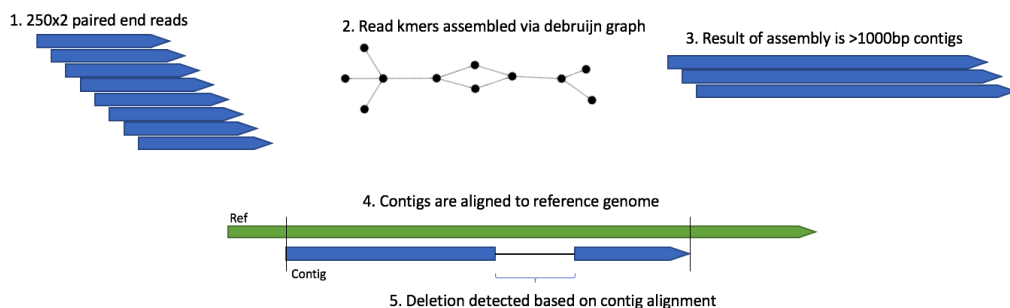 1. 250x2 paired end reads
2. Read kmers assembled via debruijn graph
3. Result of assembly is >1000bp contigs
4. Contigs are aligned to reference genome
Ref
Contig
5. Deletion detected based on contig alignment